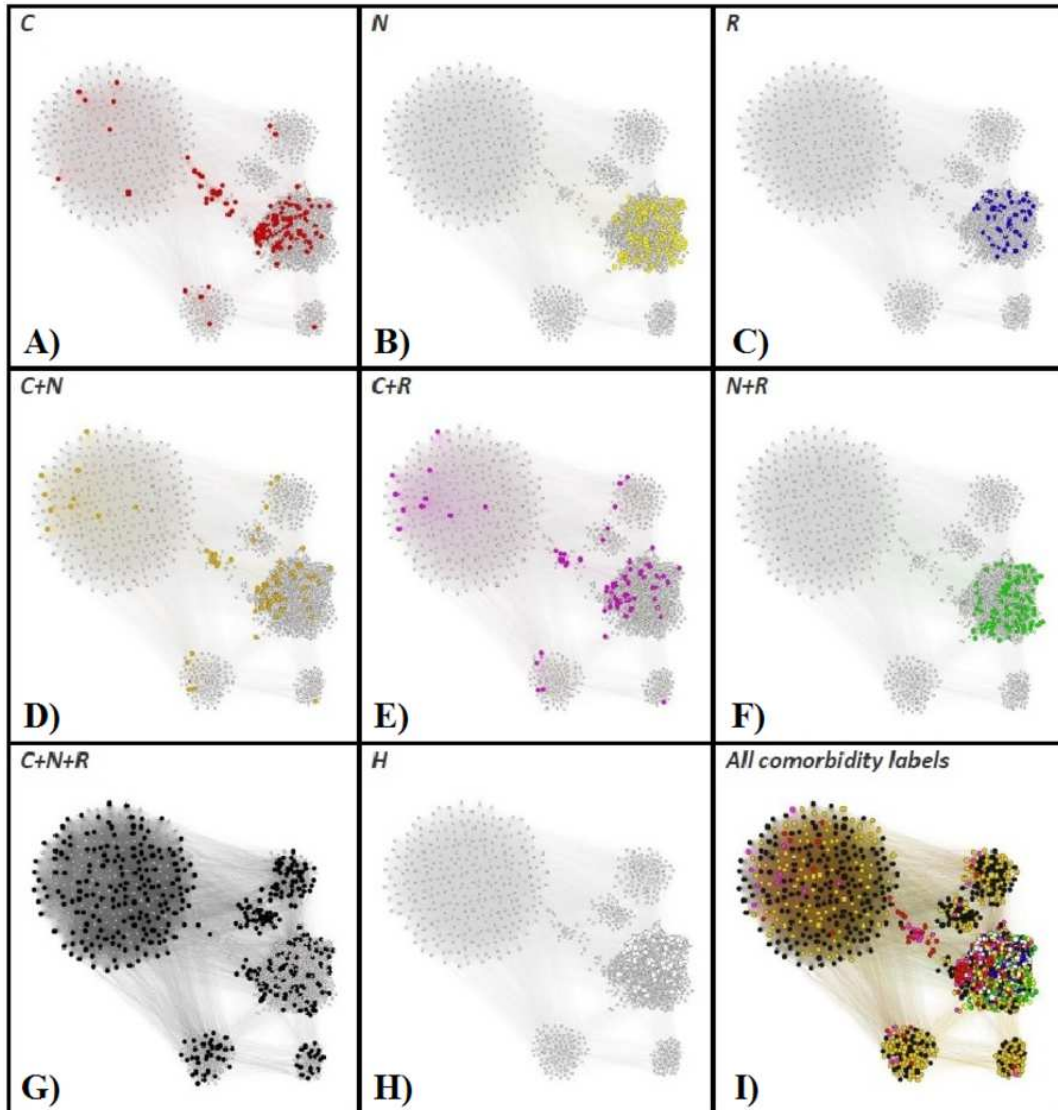 C
N
R
A)
B)
C)
C+N
C+R
N+R
D)
E)
F)
C+N+R
H
All comorbidity labels
G)
H)
I)